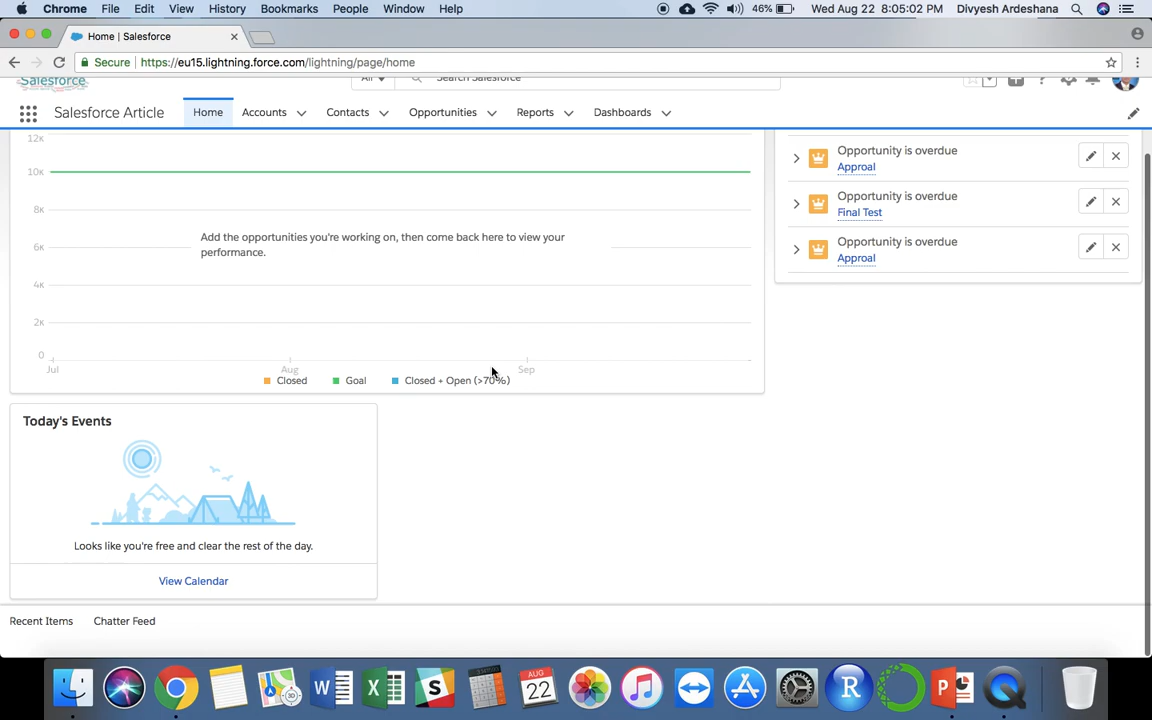 Chrome File Edit View History Bookmarks People Window Help 46% Wed Aug 22 8:05:02 PM Divyesh Ardeshana
Home | Salesforce
Secure https://eu15.lightning.force.com/lightning/page/home
Salesforce All Search Salesforce
Salesforce Article Home Accounts Contacts Opportunities Reports Dashboards
12K
10K
8K
6K
4K
2K
0
Add the opportunities you're working on, then come back here to view your
performance.
Jul Aug Sep
Closed Goal Closed + Open (>70%)
Opportunity is overdue
Approal
Opportunity is overdue
Final Test
Opportunity is overdue
Approal
Today's Events
Looks like you're free and clear the rest of the day.
View Calendar
Recent Items Chatter Feed
30
W
X
S
AUG
22
R
P